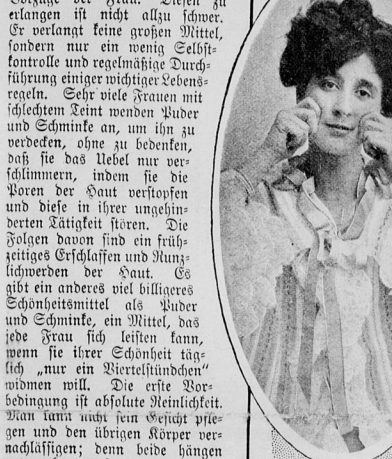 Vorzüge der Frau. Diesen zu
erlangen ist nicht allzu schwer.
Er verlangt keine großen Mittel,
sondern nur ein wenig Selbst-
kontrolle und regelmäßige Durch-
führung einiger wichtiger Lebens-
regeln. Sehr viele Frauen mit
schlechtem Teint wenden Puder
und Schminke an, um ihn zu
verdecken, ohne zu bedenken,
daß sie das Uebel nur ver-
schlimmern, indem sie die
Poren der Haut verstopfen
und diese in ihrer ungehin-
derten Tätigkeit stören. Die
Folgen davon sind ein früh-
zeitiges Erschlaffen und Runz-
lichwerden der Haut. Es
gibt ein anderes viel billigeres
Schönheitsmittel als Puder
und Schminke, ein Mittel, das
jede Frau sich leisten kann,
wenn sie ihrer Schönheit täg-
lich „nur ein Viertelstündchen"
widmen will. Die erste Vor-
bedingung ist absolute Reinlichkeit.
Man kann nicht sein Gesicht pfle-
gen und den übrigen Körper ver-
nachlässigen; denn beide hängen